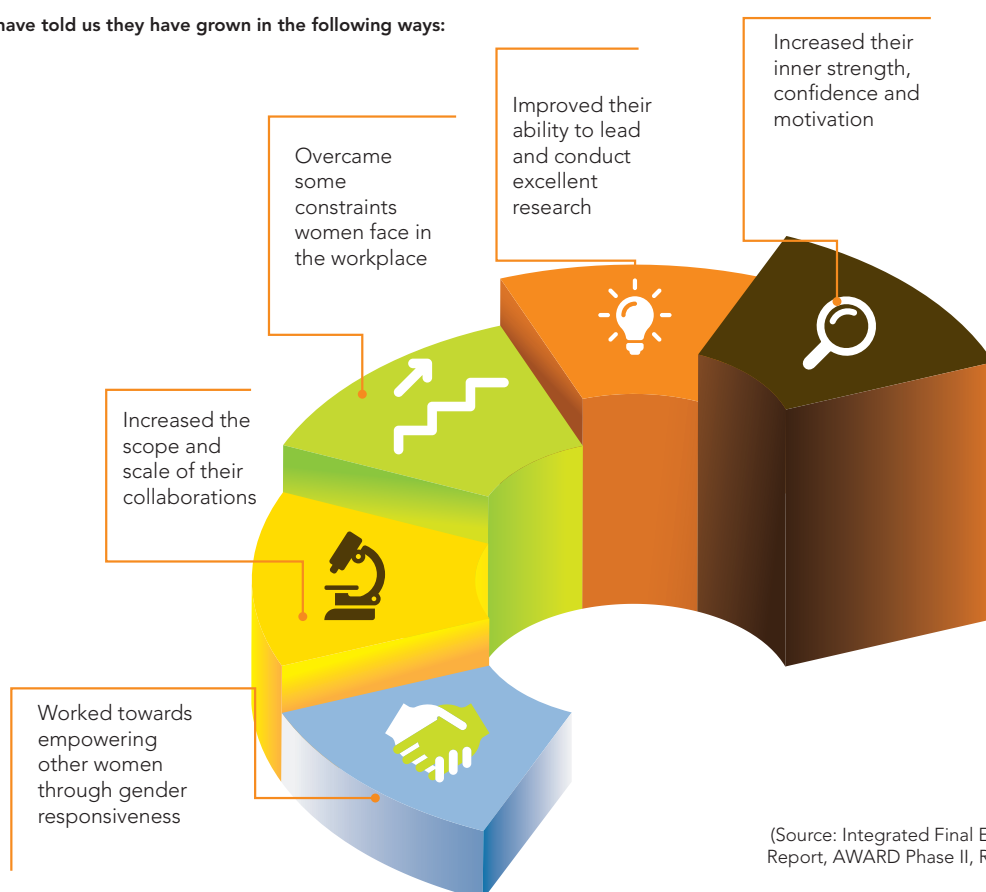 have told us they have grown in the following ways:
Increased their
inner strength,
confidence and
motivation
Improved their
ability to lead
and conduct
excellent
research
Overcame
some
constraints
women face in
the workplace
Increased the
scope and
scale of their
collaborations
Worked towards
empowering
other women
through gender
responsiveness
(Source: Integrated Final E
Report, AWARD Phase II, R